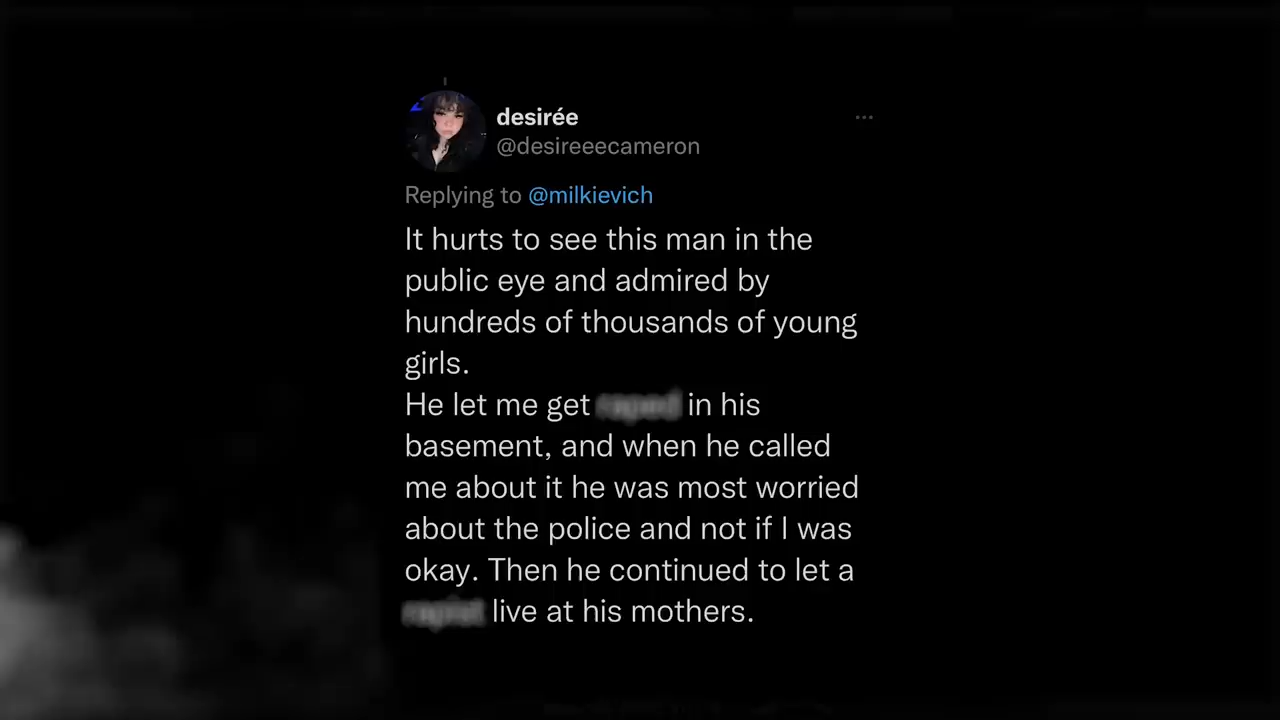 desirée
@desireeecameron
Replying to @milkievich
It hurts to see this man in the
public eye and admired by
hundreds of thousands of young
girls.
He let me get in his
basement, and when he called
me about it he was most worried
about the police and not if I was
okay. Then he continued to let a
live at his mothers.